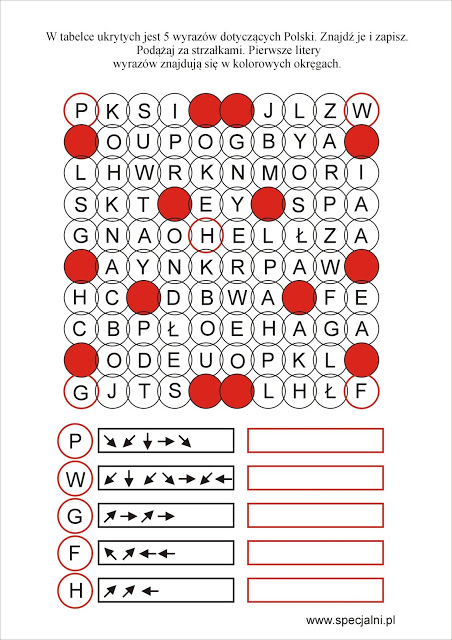 W tabelce ukrytych jest 5 wyrazów dotyczących Polski. Znajdź je i zapisz.
Podążaj za strzałkami. Pierwsze litery
wyrazów znajdują się w kolorowych okręgach.
P K S I J L Z W
O U P O G B Y A
L H W R K N M O R I
S K T E Y S P A
G N A O H E L Ł Z A
A Y N K R P A W
H C D B W A F E
C B P Ł O E H A G A
O D E U O P K L
G J T S L H Ł F
P
W
G
F
H
www.specjalni.pl